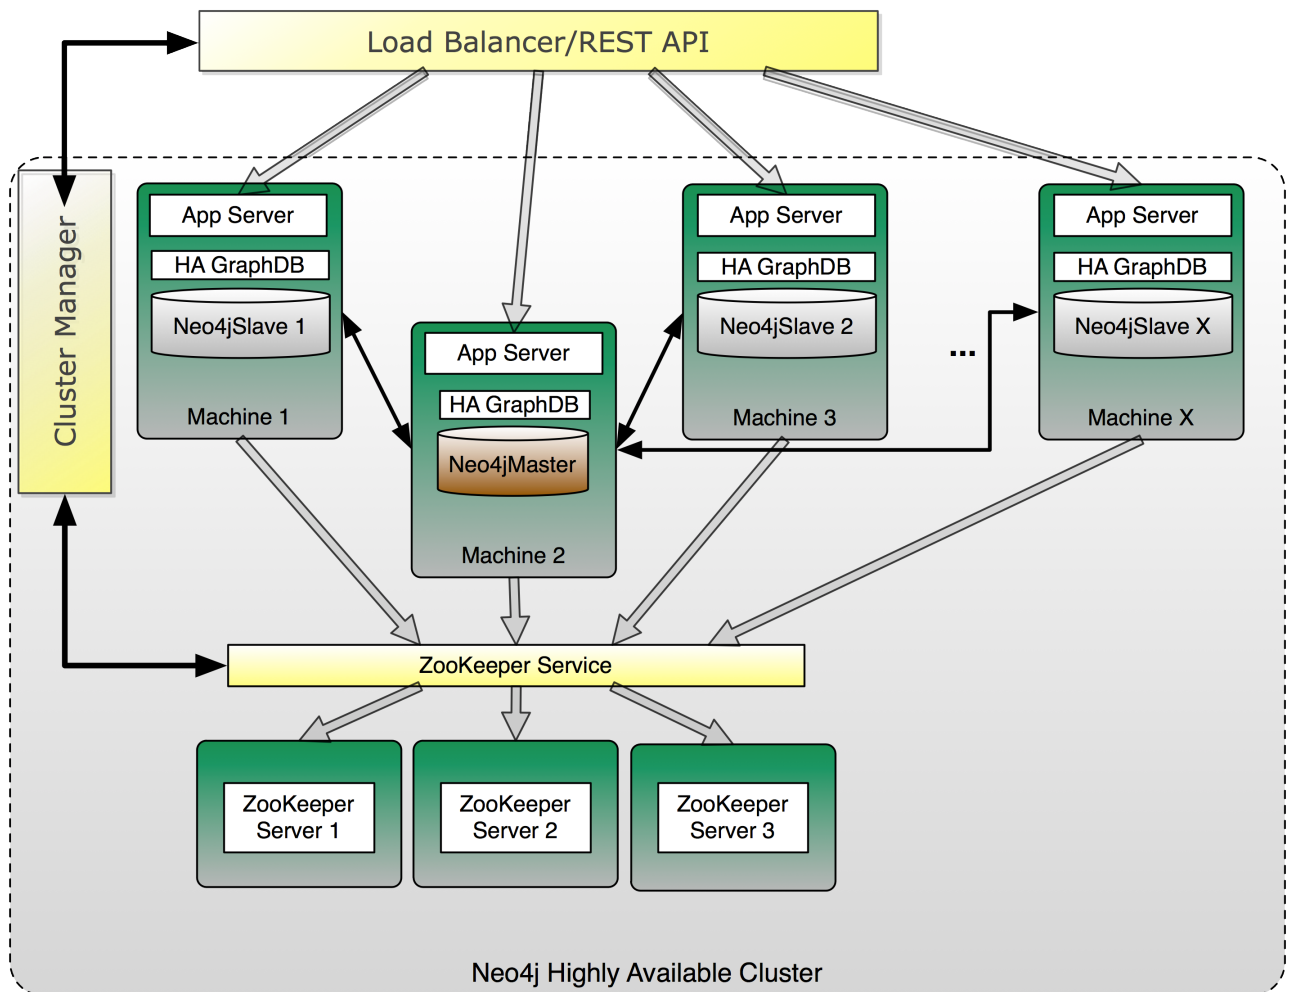 Load Balancer/REST API
Cluster Manager
App Server
HA GraphDB
Neo4jSlave 1
Machine 1
App Server
HA GraphDB
Neo4jMaster
Machine 2
App Server
HA GraphDB
Neo4jSlave 2
Machine 3
...
App Server
HA GraphDB
Neo4jSlave X
Machine X
ZooKeeper Service
ZooKeeper
Server 1
ZooKeeper
Server 2
ZooKeeper
Server 3
Neo4j Highly Available Cluster